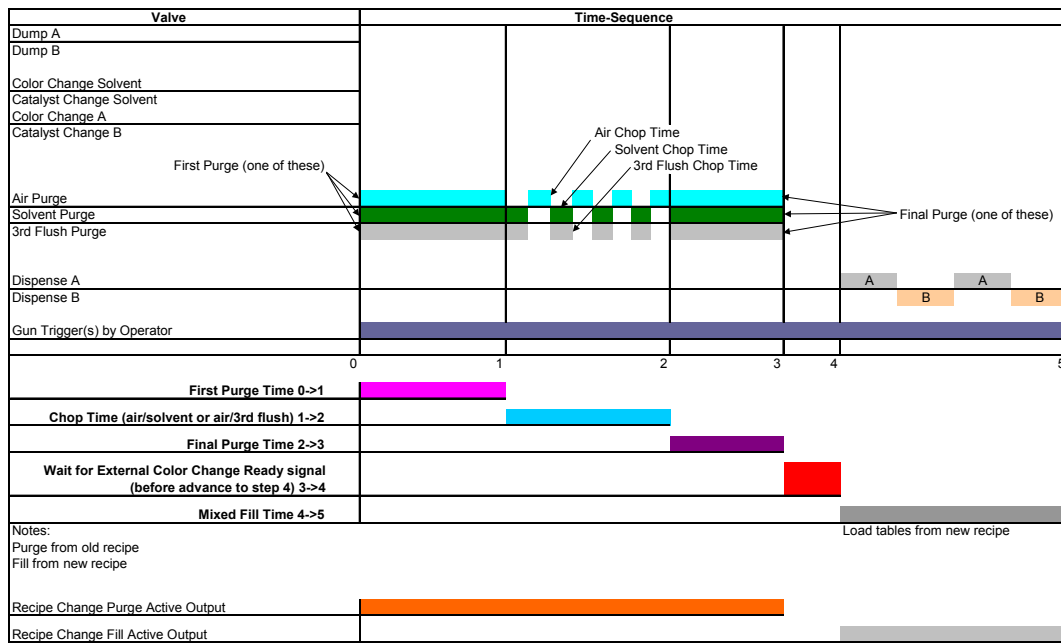 Valve
Time-Sequence
Dump A
Dump B
Color Change Solvent
Catalyst Change Solvent
Color Change A
Catalyst Change B
Air Chop Time
Solvent Chop Time
3rd Flush Chop Time
First Purge (one of these)
Air Purge
Solvent Purge
3rd Flush Purge
Final Purge (one of these)
Dispense A
A
A
Dispense B
B
B
Gun Trigger(s) by Operator
0
1
2
3
4
5
First Purge Time 0->1
Chop Time (air/solvent or air/3rd flush) 1->2
Final Purge Time 2->3
Wait for External Color Change Ready signal
(before advance to step 4) 3->4
Mixed Fill Time 4->5
Notes:
Load tables from new recipe
Purge from old recipe
Fill from new recipe
Recipe Change Purge Active Output
Recipe Change Fill Active Output